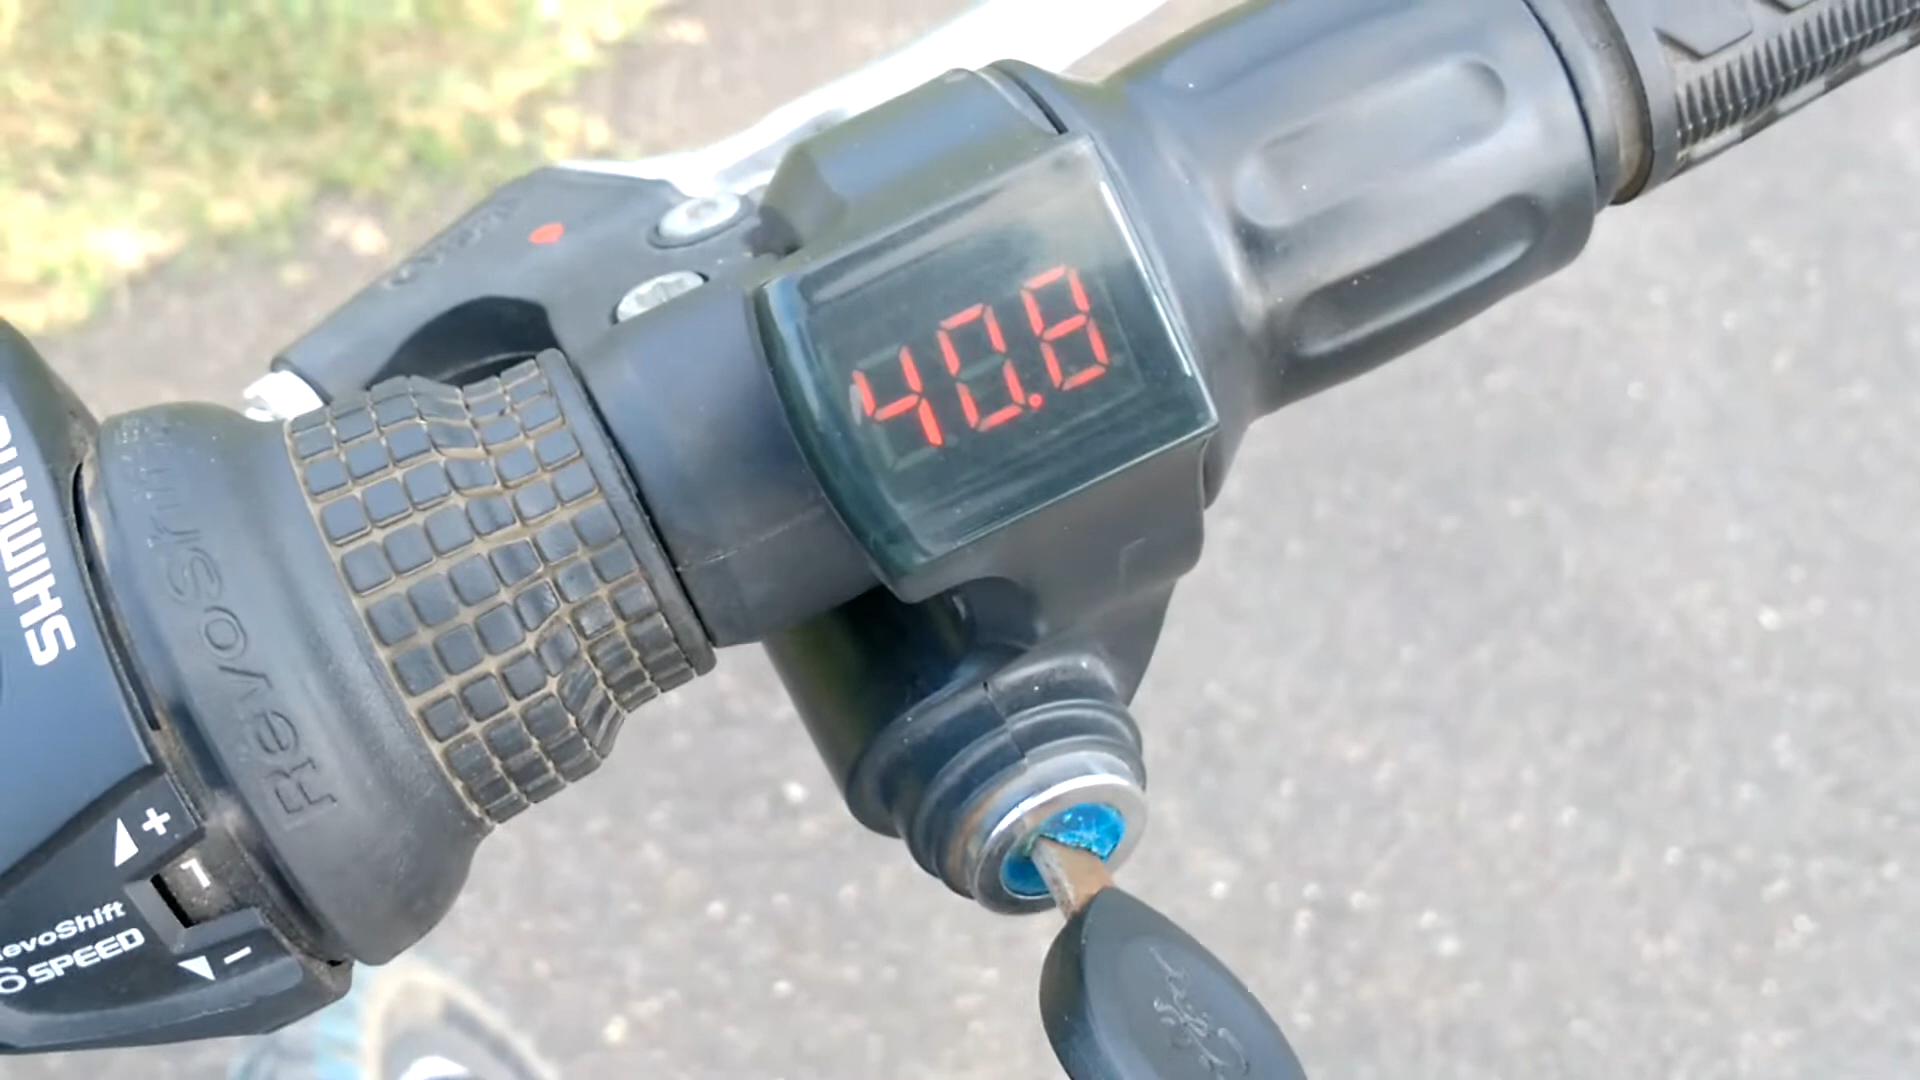 40.8
SHIMANO
RevoShift
+
1
RevoShift
6 SPEED
−